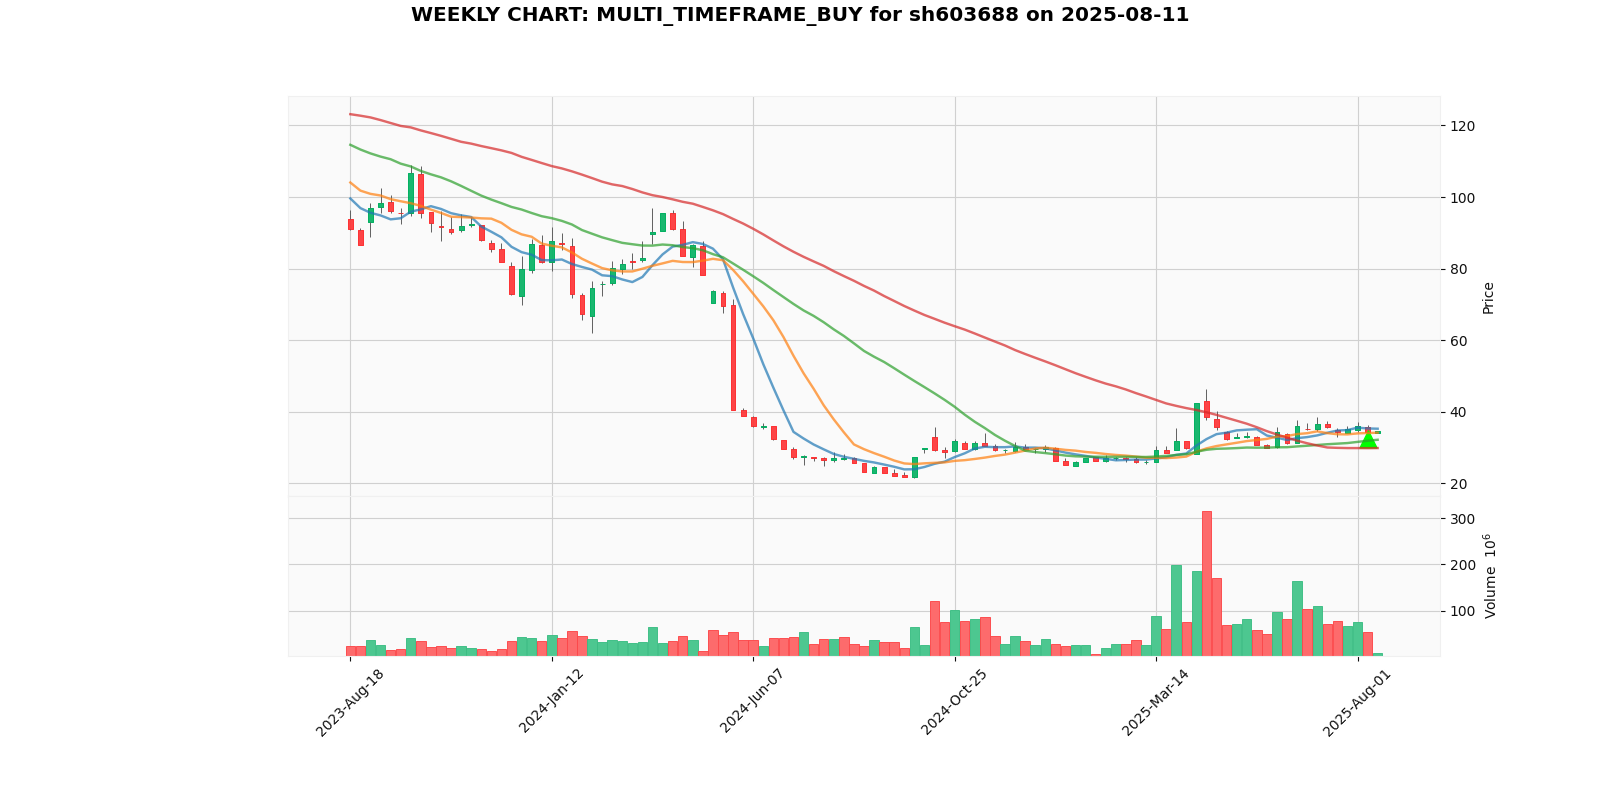 WEEKLY CHART: MULTI_TIMEFRAME_BUY for sh603688 on 2025-08-11
120
100
80
60
40
20
Price
300
200
100
Volume 10^6
2023-Aug-18
2024-Jan-12
2024-Jun-07
2024-Oct-25
2025-Mar-14
2025-Aug-01